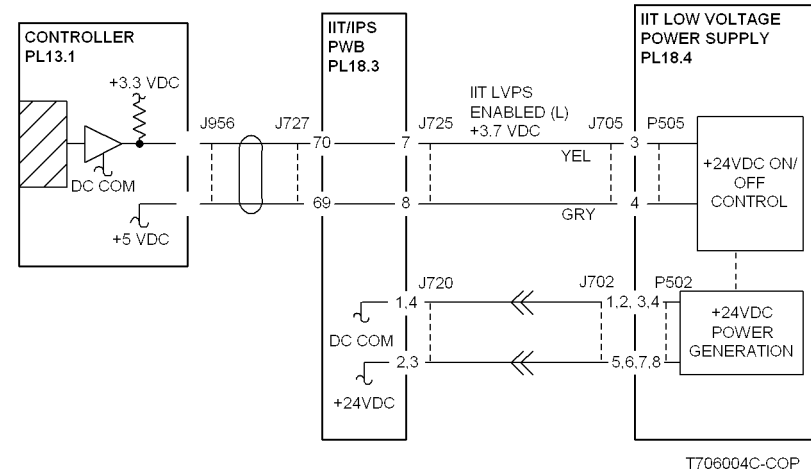 CONTROLLER
PL13.1
+3.3 VDC
DC COM
+5 VDC
J956
J727
IIT/IPS
PWB
PL18.3
70
7
69
8
J725
IIT LVPS
ENABLED (L)
+3.7 VDC
YEL
GRY
J705
P505
3
4
IIT LOW VOLTAGE
POWER SUPPLY
PL18.4
+24VDC ON/
OFF
CONTROL
J720
J702
P502
1,4
1,2, 3,4
DC COM
2,3
5,6,7,8
+24VDC
+24VDC
POWER
GENERATION
T706004C-COP